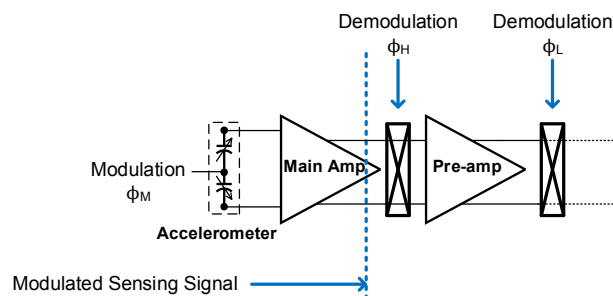 Demodulation
ϕH
Demodulation
ϕL
Main Amp
Pre-amp
Modulation
ϕM
Accelerometer
Modulated Sensing Signal